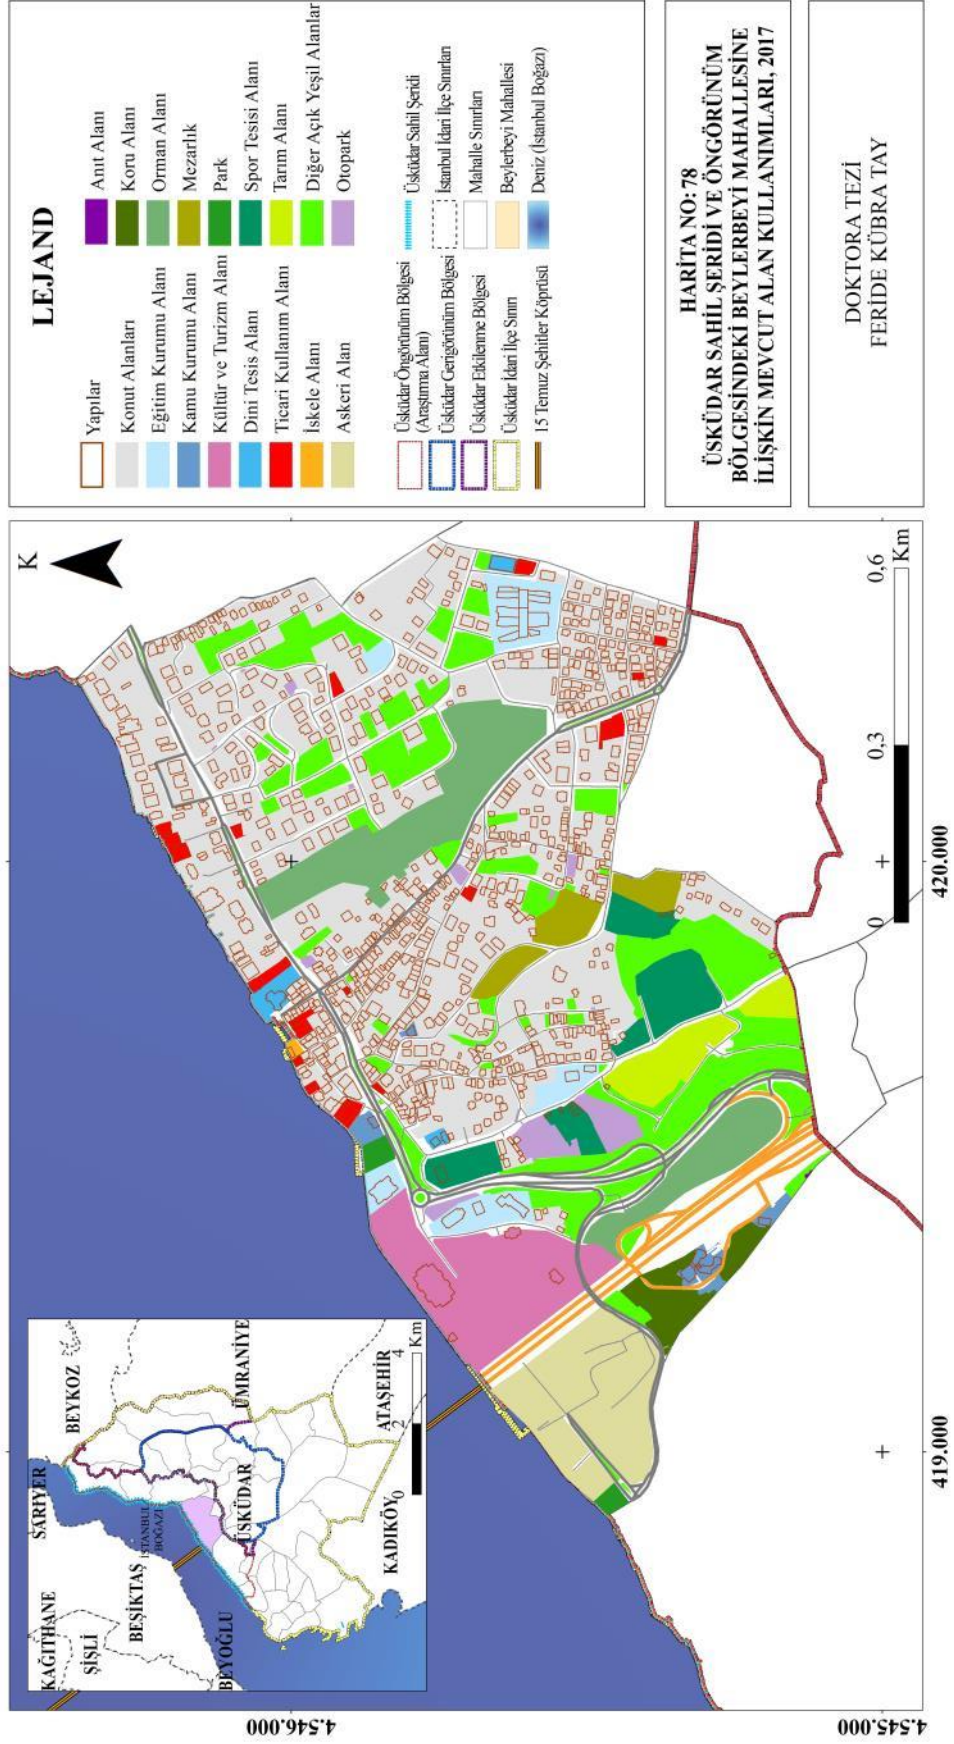 K
KAĞITHANE
ŞİŞLİ
BEŞİKTAŞ
BEYOĞLU
SARIYER
İSTANBUL
BOĞAZI
BEYKOZ
ÜSKÜDAR
ÜMRANİYE
ATAŞEHİR
KADIKÖY
0
2
4
Km
4.546.000
4.545.000
419.000
420.000
0
0,3
0,6
Km
LEJAND
Yapılar
Konut Alanları
Eğitim Kurumu Alanı
Kamu Kurumu Alanı
Kültür ve Turizm Alanı
Dini Tesis Alanı
Ticari Kullanım Alanı
İskele Alanı
Askeri Alan
Anıt Alanı
Koru Alanı
Orman Alanı
Mezarlık
Park
Spor Tesisi Alanı
Tarım Alanı
Diğer Açık Yeşil Alanlar
Otopark
Üsküdar Öngörünüm Bölgesi
(Araştırma Alanı)
Üsküdar Gerigörünüm Bölgesi
Üsküdar Etkilenme Bölgesi
Üsküdar İdari İlçe Sınırı
15 Temuz Şehitler Köprüsü
Üsküdar Sahil Şeridi
İstanbul İdari İlçe Sınırları
Mahalle Sınırları
Beylerbeyi Mahallesi
Deniz (İstanbul Boğazı)
HARİTA NO: 78
ÜSKÜDAR SAHİL ŞERİDİ VE ÖNGÖRÜNÜM
BÖLGESİNDEKİ BEYLERBEYİ MAHALLESİNE
İLİŞKİN MEVCUT ALAN KULLANIMLARI, 2017
DOKTORA TEZİ
FERİDE KÜBRA TAY